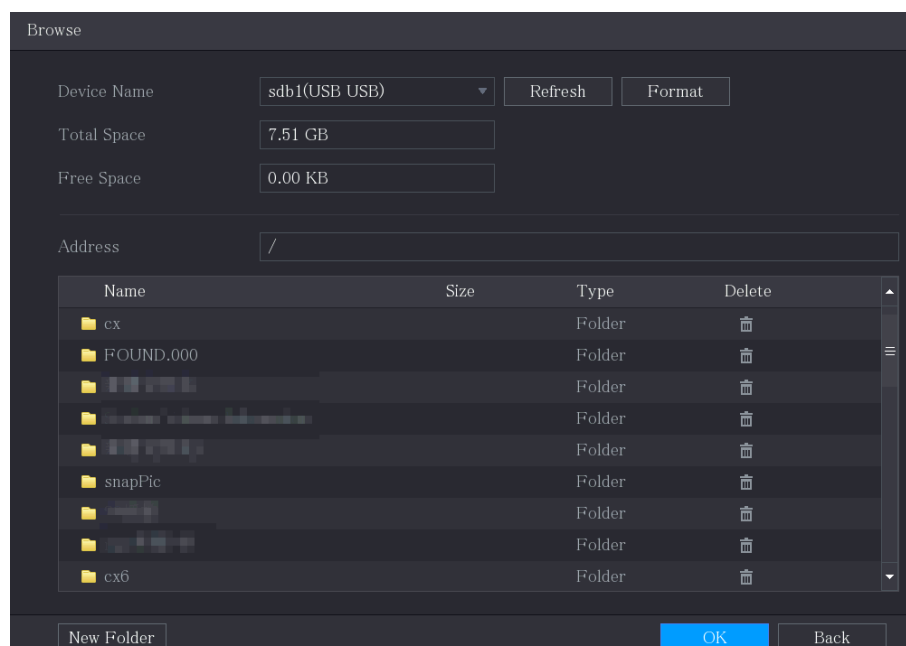 Browse
Device Name sdb1(USB USB) Refresh Format
Total Space 7.51 GB
Free Space 0.00 KB
Address /
Name Size Type Delete
cx Folder
FOUND.000 Folder
Folder
Folder
Folder
snapPic Folder
Folder
Folder
cx6 Folder
New Folder OK Back